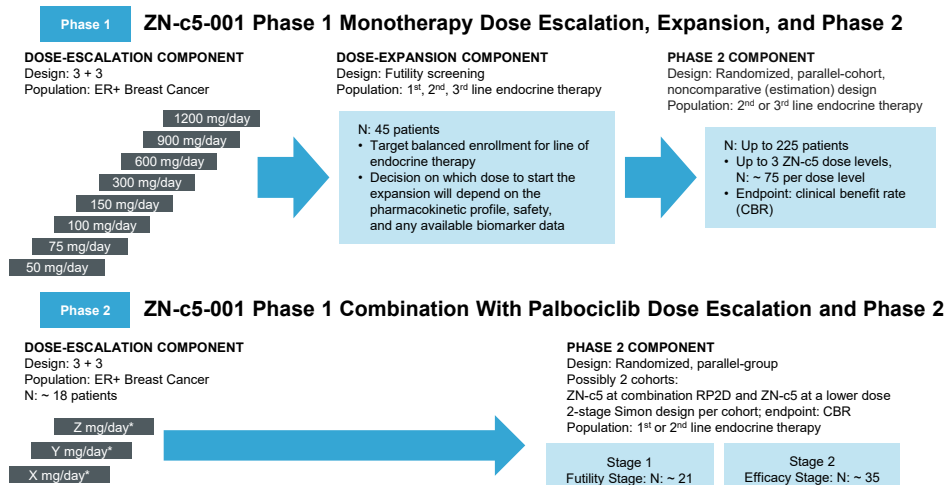 Phase 1
ZN-c5-001 Phase 1 Monotherapy Dose Escalation, Expansion, and Phase 2
DOSE-ESCALATION COMPONENT
Design: 3 + 3
Population: ER+ Breast Cancer
1200 mg/day
900 mg/day
600 mg/day
300 mg/day
150 mg/day
100 mg/day
75 mg/day
50 mg/day
DOSE-EXPANSION COMPONENT
Design: Futility screening
Population: 1st, 2nd, 3rd line endocrine therapy
N: 45 patients
• Target balanced enrollment for line of
endocrine therapy
• Decision on which dose to start the
expansion will depend on the
pharmacokinetic profile, safety,
and any available biomarker data
PHASE 2 COMPONENT
Design: Randomized, parallel-cohort,
noncomparative (estimation) design
Population: 2nd or 3rd line endocrine therapy
N: Up to 225 patients
• Up to 3 ZN-c5 dose levels,
N: ~ 75 per dose level
• Endpoint: clinical benefit rate
(CBR)
Phase 2
ZN-c5-001 Phase 1 Combination With Palbociclib Dose Escalation and Phase 2
DOSE-ESCALATION COMPONENT
Design: 3 + 3
Population: ER+ Breast Cancer
N: ~ 18 patients
Z mg/day*
Y mg/day*
X mg/day*
PHASE 2 COMPONENT
Design: Randomized, parallel-group
Possibly 2 cohorts:
ZN-c5 at combination RP2D and ZN-c5 at a lower dose
2-stage Simon design per cohort; endpoint: CBR
Population: 1st or 2nd line endocrine therapy
Stage 1
Futility Stage: N: ~ 21
Stage 2
Efficacy Stage: N: ~ 35